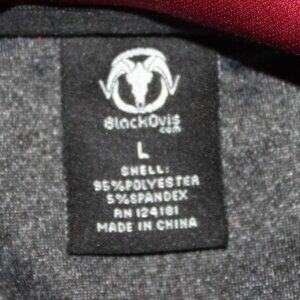 BlackOvis
.com
L
SHELL:
95%POLYESTER
5%SPANDEX
RN 124181
MADE IN CHINA